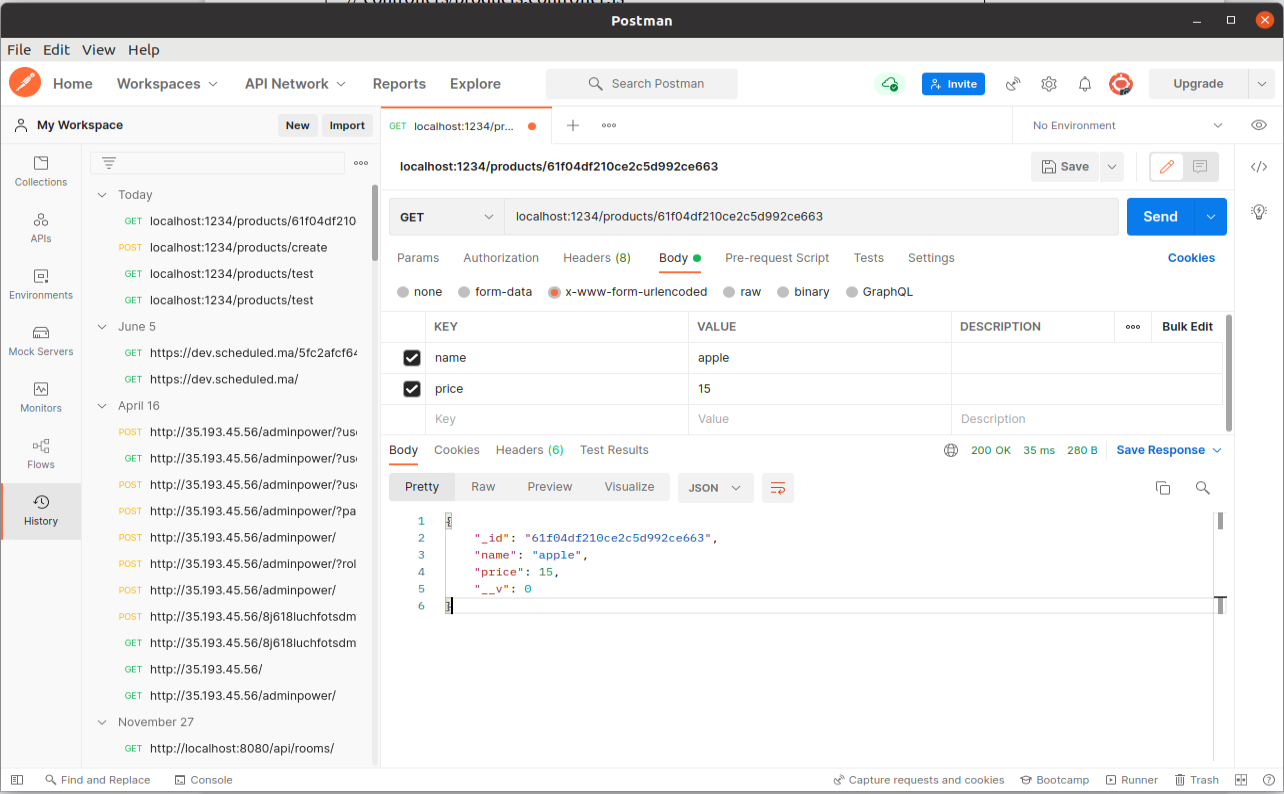 Postman
File Edit View Help
Home Workspaces API Network Reports Explore Search Postman Invite Upgrade
My Workspace New Import
GET localhost:1234/pr... No Environment
localhost:1234/products/61f04df210ce2c5d992ce663 Save
GET localhost:1234/products/61f04df210ce2c5d992ce663 Send
Params Authorization Headers (8) Body Pre-request Script Tests Settings Cookies
none form-data x-www-form-urlencoded raw binary GraphQL
KEY VALUE DESCRIPTION Bulk Edit
name apple
price 15
Key Value Description
Body Cookies Headers (6) Test Results 200 OK 35 ms 280 B Save Response
Pretty Raw Preview Visualize JSON
1 {
2 "_id": "61f04df210ce2c5d992ce663",
3 "name": "apple",
4 "price": 15,
5 "__v": 0
6 }
Collections
APIs
Environments
Mock Servers
Monitors
Flows
History
Today
GET localhost:1234/products/61f04df210
POST localhost:1234/products/create
GET localhost:1234/products/test
GET localhost:1234/products/test
June 5
GET https://dev.scheduled.ma/5fc2afcf64
GET https://dev.scheduled.ma/
April 16
POST http://35.193.45.56/adminpower/?use
GET http://35.193.45.56/adminpower/?use
POST http://35.193.45.56/adminpower/?use
POST http://35.193.45.56/adminpower/?pa
POST http://35.193.45.56/adminpower/
POST http://35.193.45.56/adminpower/?rol
POST http://35.193.45.56/adminpower/
POST http://35.193.45.56/8j618luchfotsdm
GET http://35.193.45.56/8j618luchfotsdm
GET http://35.193.45.56/
GET http://35.193.45.56/adminpower/
November 27
GET http://localhost:8080/api/rooms/
Find and Replace Console Capture requests and cookies Bootcamp Runner Trash